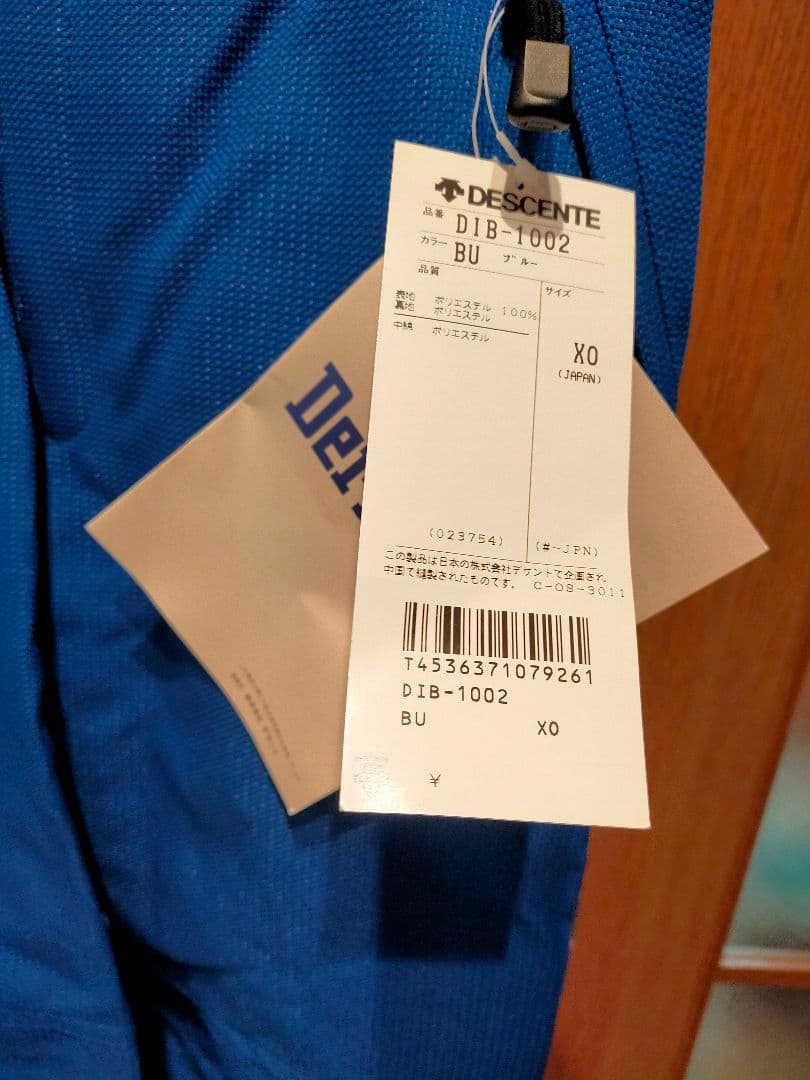 DESCENTE
品番 DIB-1002
カラー BU ブルー
品質
サイズ
表地 ポリエステル 100%
裏地 ポリエステル
中綿 ポリエステル
XO
(JAPAN)
(023754)
(#~JPN)
この製品は日本の株式会社デサントで企画され
中国で縫製されたものです。 C-OS-3011
T4536371079261
DIB-1002
BU XO
¥